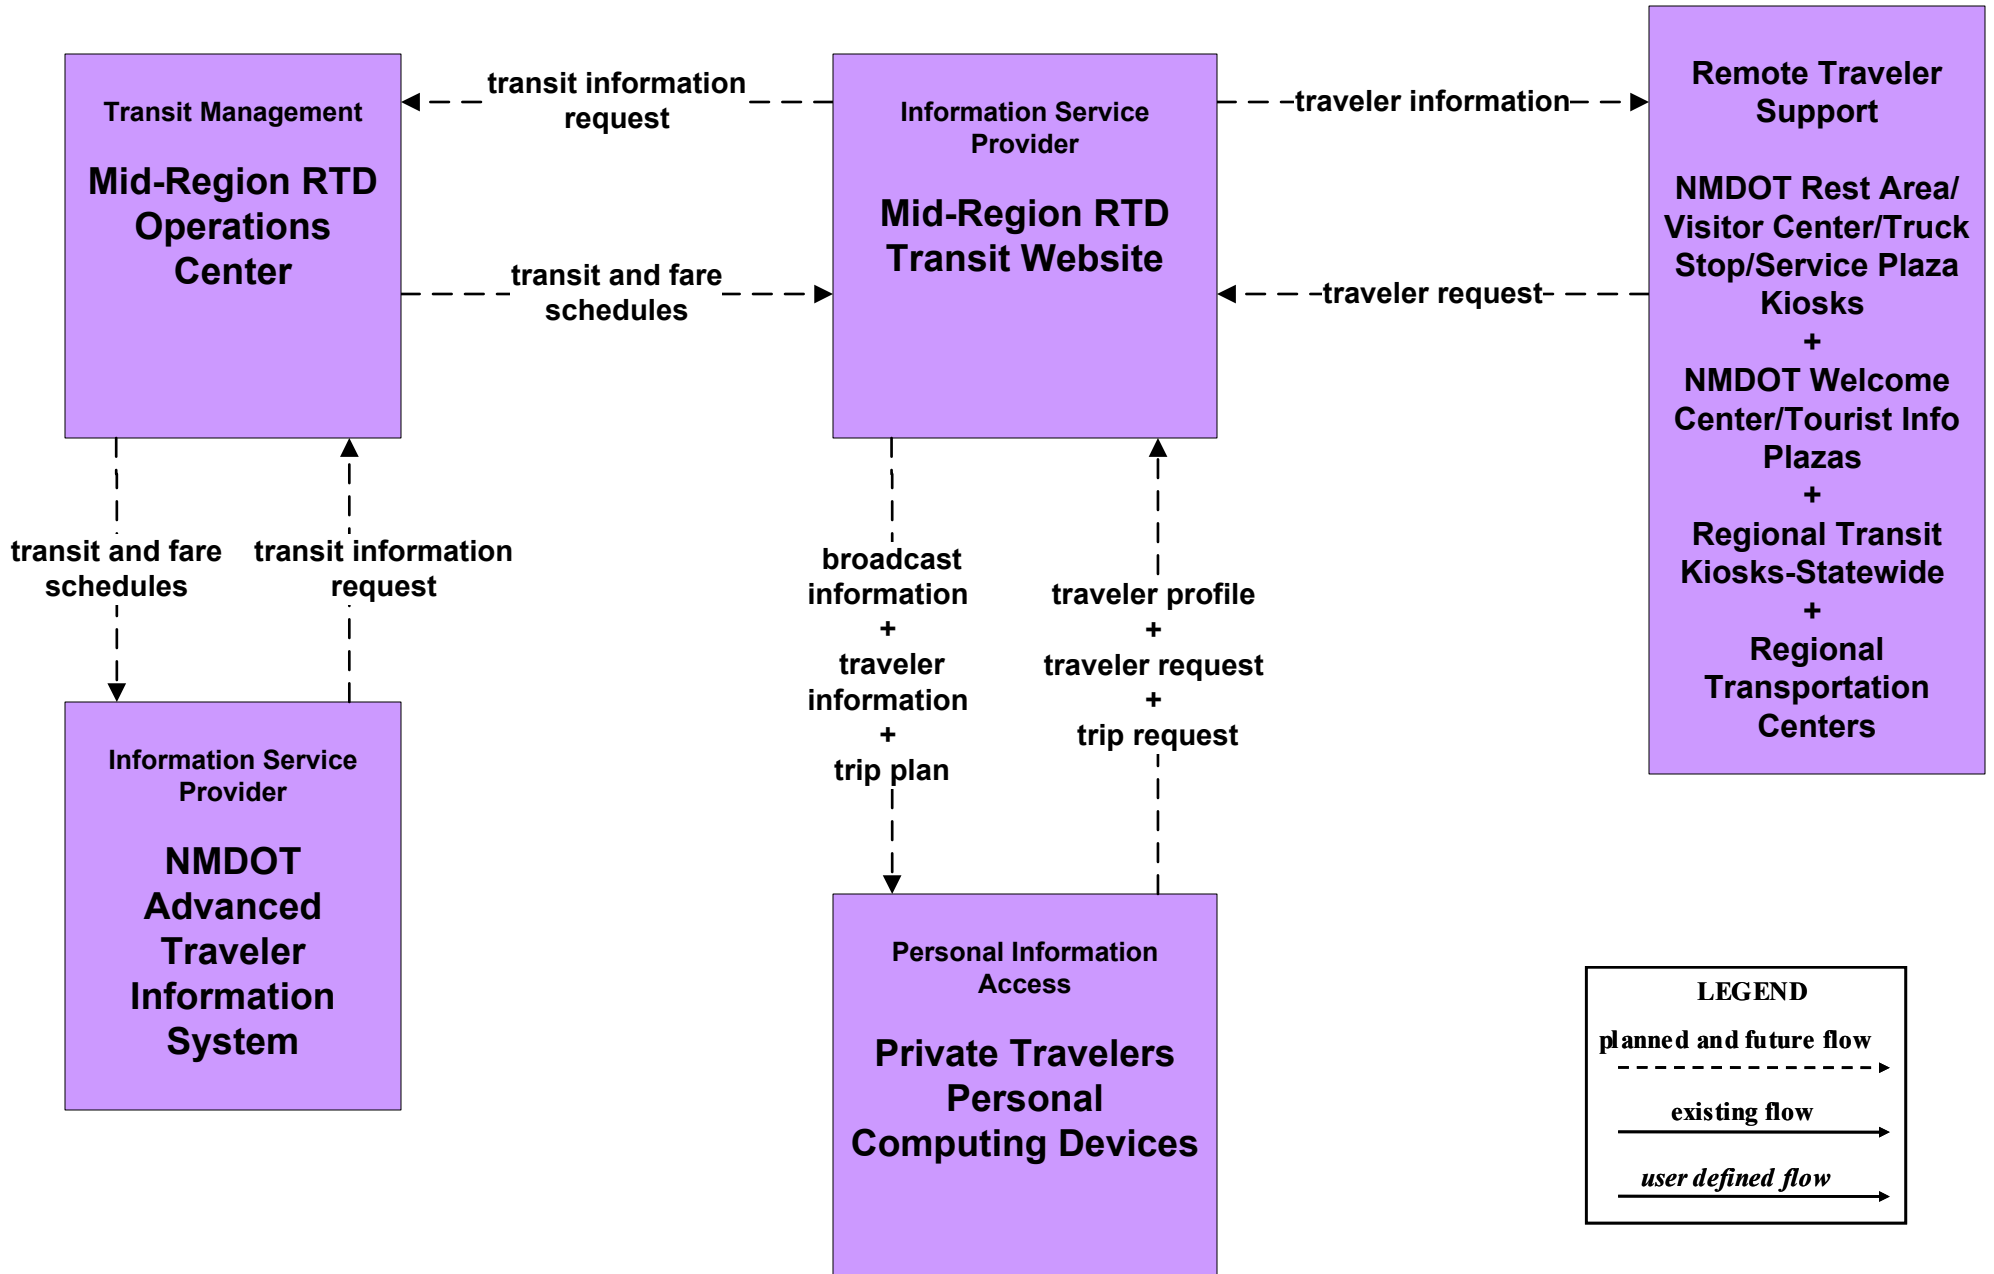 Transit Management
Mid-Region RTD
Operations
Center
transit information
request
transit and fare
schedules
Information Service
Provider
Mid-Region RTD
Transit Website
traveler information
traveler request
Remote Traveler
Support
NMDOT Rest Area/
Visitor Center/Truck
Stop/Service Plaza
Kiosks
+
NMDOT Welcome
Center/Tourist Info
Plazas
+
Regional Transit
Kiosks-Statewide
+
Regional
Transportation
Centers
transit and fare
schedules
transit information
request
broadcast
information
+
traveler
information
+
trip plan
traveler profile
+
traveler request
+
trip request
Information Service
Provider
NMDOT
Advanced
Traveler
Information
System
Personal Information
Access
Private Travelers
Personal
Computing Devices
LEGEND
planned and future flow
existing flow
user defined flow